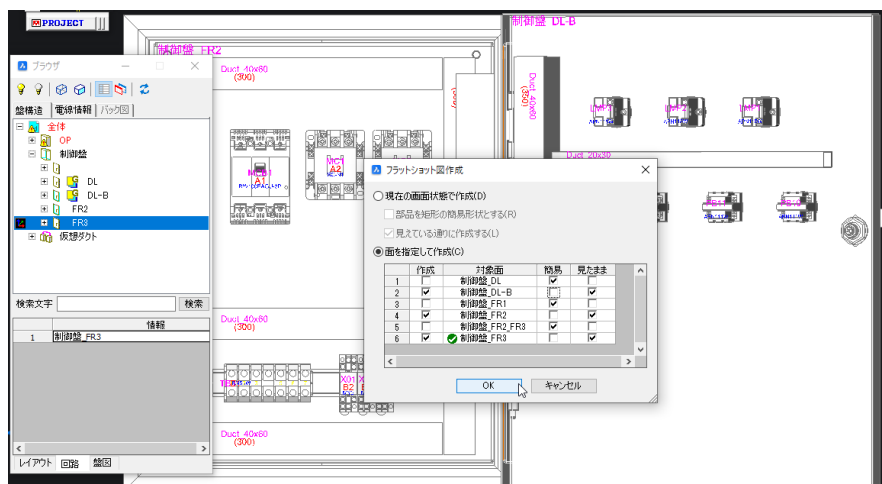 PROJECT
制御盤_FR2
制御盤_DL-B
Duct_40x60
(300)
Duct_40x60
(350)
Duct_20x30
MCB1
A1
MC1
A2
ブラウザ
盤構造
電線情報
バック図
全体
OP
制御盤
DL
DL-B
FR2
FR3
仮想ダクト
検索文字
検索
情報
1 制御盤_FR3
レイアウト
回路
盤図
Duct_40x60
(300)
X01
B2
Duct_40x60
(300)
フラットショット図作成
現在の画面状態で作成(D)
部品を矩形の簡易形状とする(R)
見えている通りに作成する(L)
面を指定して作成(C)
作成 対象面 簡易 見たまま
1 制御盤_DL
2 制御盤_DL-B
3 制御盤_FR1
4 制御盤_FR2
5 制御盤_FR2_FR3
6 制御盤_FR3
OK
キャンセル